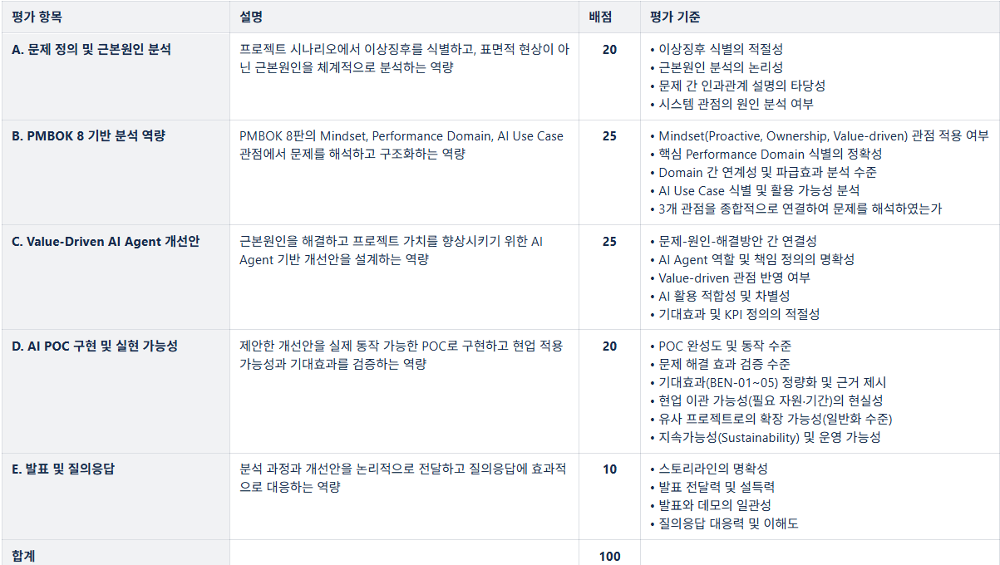 평가 항목 설명 배점 평가 기준
A. 문제 정의 및 근본원인 분석 프로젝트 시나리오에서 이상징후를 식별하고, 표면적 현상이 아 20 • 이상징후 식별의 적절성
닌 근본원인을 체계적으로 분석하는 역량 • 근본원인 분석의 논리성
• 문제 간 인과관계 설명의 타당성
• 시스템 관점의 원인 분석 여부
B. PMBOK 8 기반 분석 역량 PMBOK 8판의 Mindset, Performance Domain, AI Use Case 25 • Mindset(Proactive, Ownership, Value-driven) 관점 적용 여부
관점에서 문제를 해석하고 구조화하는 역량 • 핵심 Performance Domain 식별의 정확성
• Domain 간 연계성 및 파급효과 분석 수준
• AI Use Case 식별 및 활용 가능성 분석
• 3개 관점을 종합적으로 연결하여 문제를 해석하였는가
C. Value-Driven AI Agent 개선안 근본원인을 해결하고 프로젝트 가치를 향상시키기 위한 AI 25 • 문제-원인-해결방안 간 연결성
Agent 기반 개선안을 설계하는 역량 • AI Agent 역할 및 책임 정의의 명확성
• Value-driven 관점 반영 여부
• AI 활용 적합성 및 차별성
• 기대효과 및 KPI 정의의 적절성
D. AI POC 구현 및 실현 가능성 제안한 개선안을 실제 동작 가능한 POC로 구현하고 현업 적용 20 • POC 완성도 및 동작 수준
가능성과 기대효과를 검증하는 역량 • 문제 해결 효과 검증 수준
• 기대효과(BEN-01~05) 정량화 및 근거 제시
• 현업 이관 가능성(필요 자원·기간)의 현실성
• 유사 프로젝트로의 확장 가능성(일반화 수준)
• 지속가능성(Sustainability) 및 운영 가능성
E. 발표 및 질의응답 분석 과정과 개선안을 논리적으로 전달하고 질의응답에 효과적 10 • 스토리라인의 명확성
으로 대응하는 역량 • 발표 전달력 및 설득력
• 발표와 데모의 일관성
• 질의응답 대응력 및 이해도
합계 100